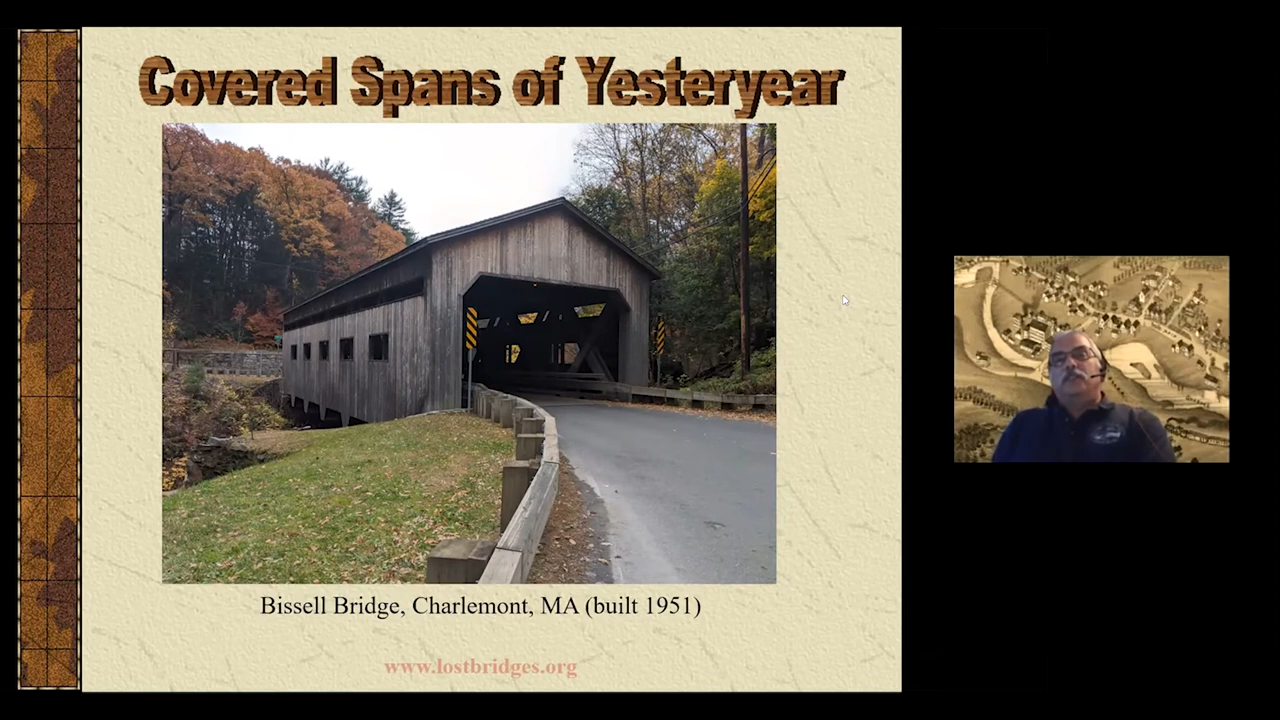 Covered Spans of Yesteryear
Bissell Bridge, Charlemont, MA (built 1951)
www.lostbridges.org